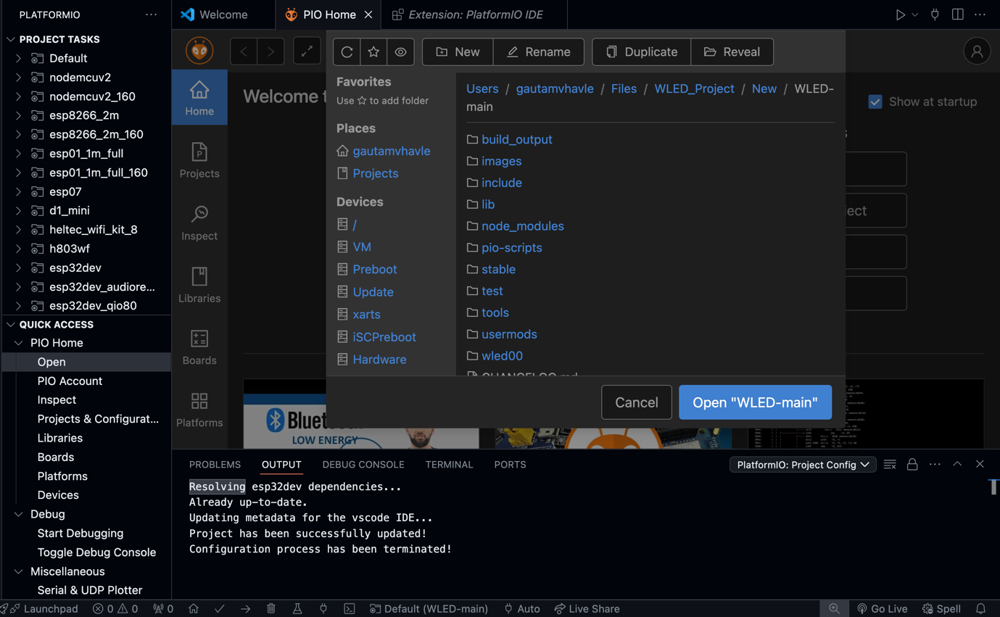 PLATFORMIO
PROJECT TASKS
Default
nodemcuv2
nodemcuv2_160
esp8266_2m
esp8266_2m_160
esp01_1m_full
esp01_1m_full_160
esp07
d1_mini
heltec_wifi_kit_8
h803wf
esp32dev
esp32dev_audiore...
esp32dev_qio80
QUICK ACCESS
PIO Home
Open
PIO Account
Inspect
Projects & Configurat...
Libraries
Boards
Platforms
Devices
Debug
Start Debugging
Toggle Debug Console
Miscellaneous
Serial & UDP Plotter
Welcome
PIO Home
Extension: PlatformIO IDE
Home
Projects
Inspect
Libraries
Boards
Platforms
Welcome t
Show at startup
New
Rename
Duplicate
Reveal
Favorites
Use ☆ to add folder
Places
gautamvhavle
Projects
Devices
/
VM
Preboot
Update
xarts
iSCPreboot
Hardware
Users / gautamvhavle / Files / WLED_Project / New / WLED-
main
build_output
images
include
lib
node_modules
pio-scripts
stable
test
tools
usermods
wled00
CHANGELOG.md
Cancel
Open "WLED-main"
s
ect
Bluet
LOW ENERGY
PROBLEMS
OUTPUT
DEBUG CONSOLE
TERMINAL
PORTS
PlatformIO: Project Config
Resolving esp32dev dependencies...
Already up-to-date.
Updating metadata for the vscode IDE...
Project has been successfully updated!
Configuration process has been terminated!
Launchpad
0
0
0
Default (WLED-main)
Auto
Live Share
Go Live
Spell